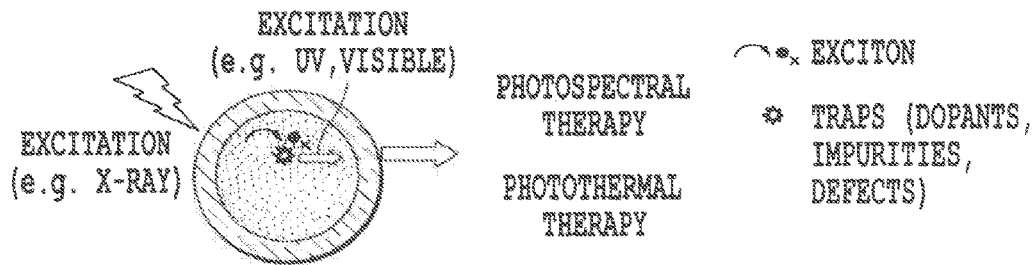 EXCITATION
(e.g. UV,VISIBLE)
EXCITATION
(e.g. X-RAY)
PHOTOSPECTRAL
THERAPY
PHOTOTHERMAL
THERAPY
x EXCITON
TRAPS (DOPANTS,
IMPURITIES,
DEFECTS)